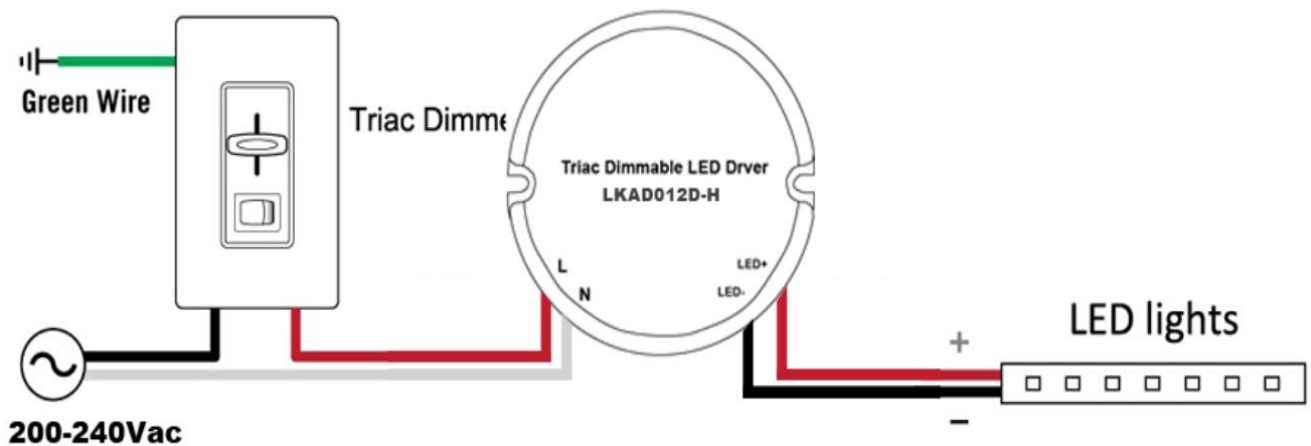 Green Wire
Triac Dimme
Triac Dimmable LED Drver
LKAD012D-H
L
N
LED+
LED-
LED lights
+
−
200-240Vac